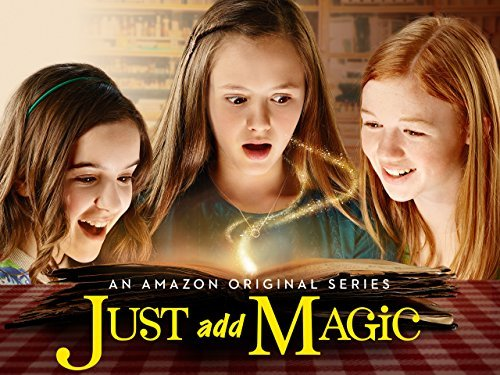 AN AMAZON ORIGINAL SERIES
JUST add MAGIC